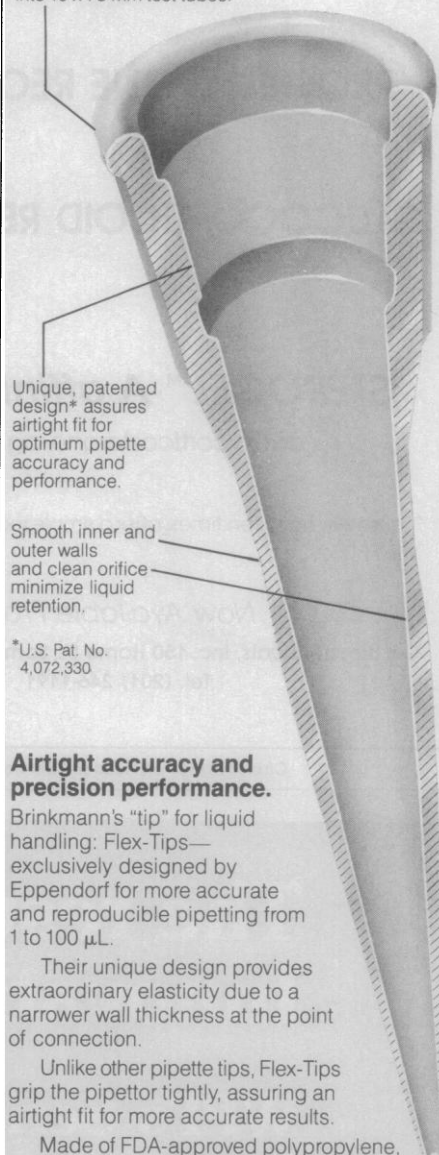 Unique, patented
design* assures
airtight fit for
optimum pipette
accuracy and
performance.
Smooth inner and
outer walls
and clean orifice
minimize liquid
retention.
*U.S. Pat. No.
4,072,330
Airtight accuracy and
precision performance.
Brinkmann's “tip” for liquid
handling: Flex-Tips—
exclusively designed by
Eppendorf for more accurate
and reproducible pipetting from
1 to 100 μL.
Their unique design provides
extraordinary elasticity due to a
narrower wall thickness at the point
of connection.
Unlike other pipette tips, Flex-Tips
grip the pipettor tightly, assuring an
airtight fit for more accurate results.
Made of FDA-approved polypropylene,